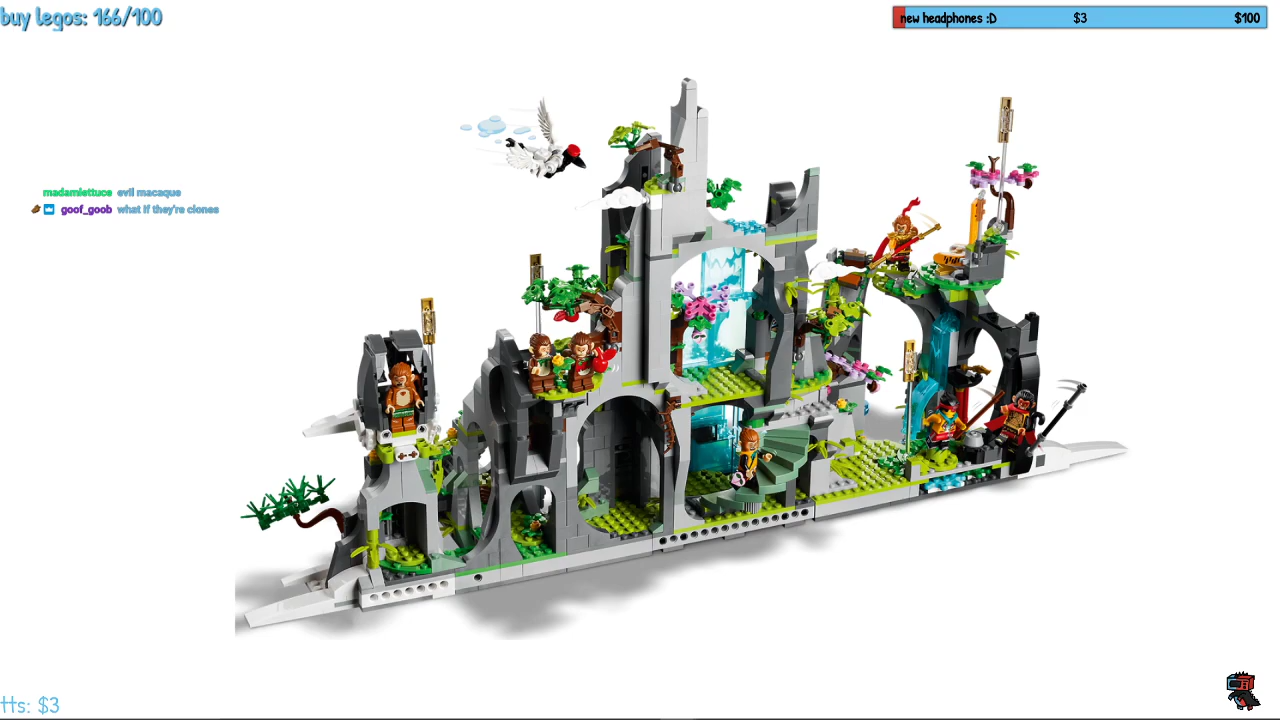 buy legos: 166/100
new headphones :D $3 $100
madamlettuce evil macaque
goof_goob what if they're clones
tts: $3